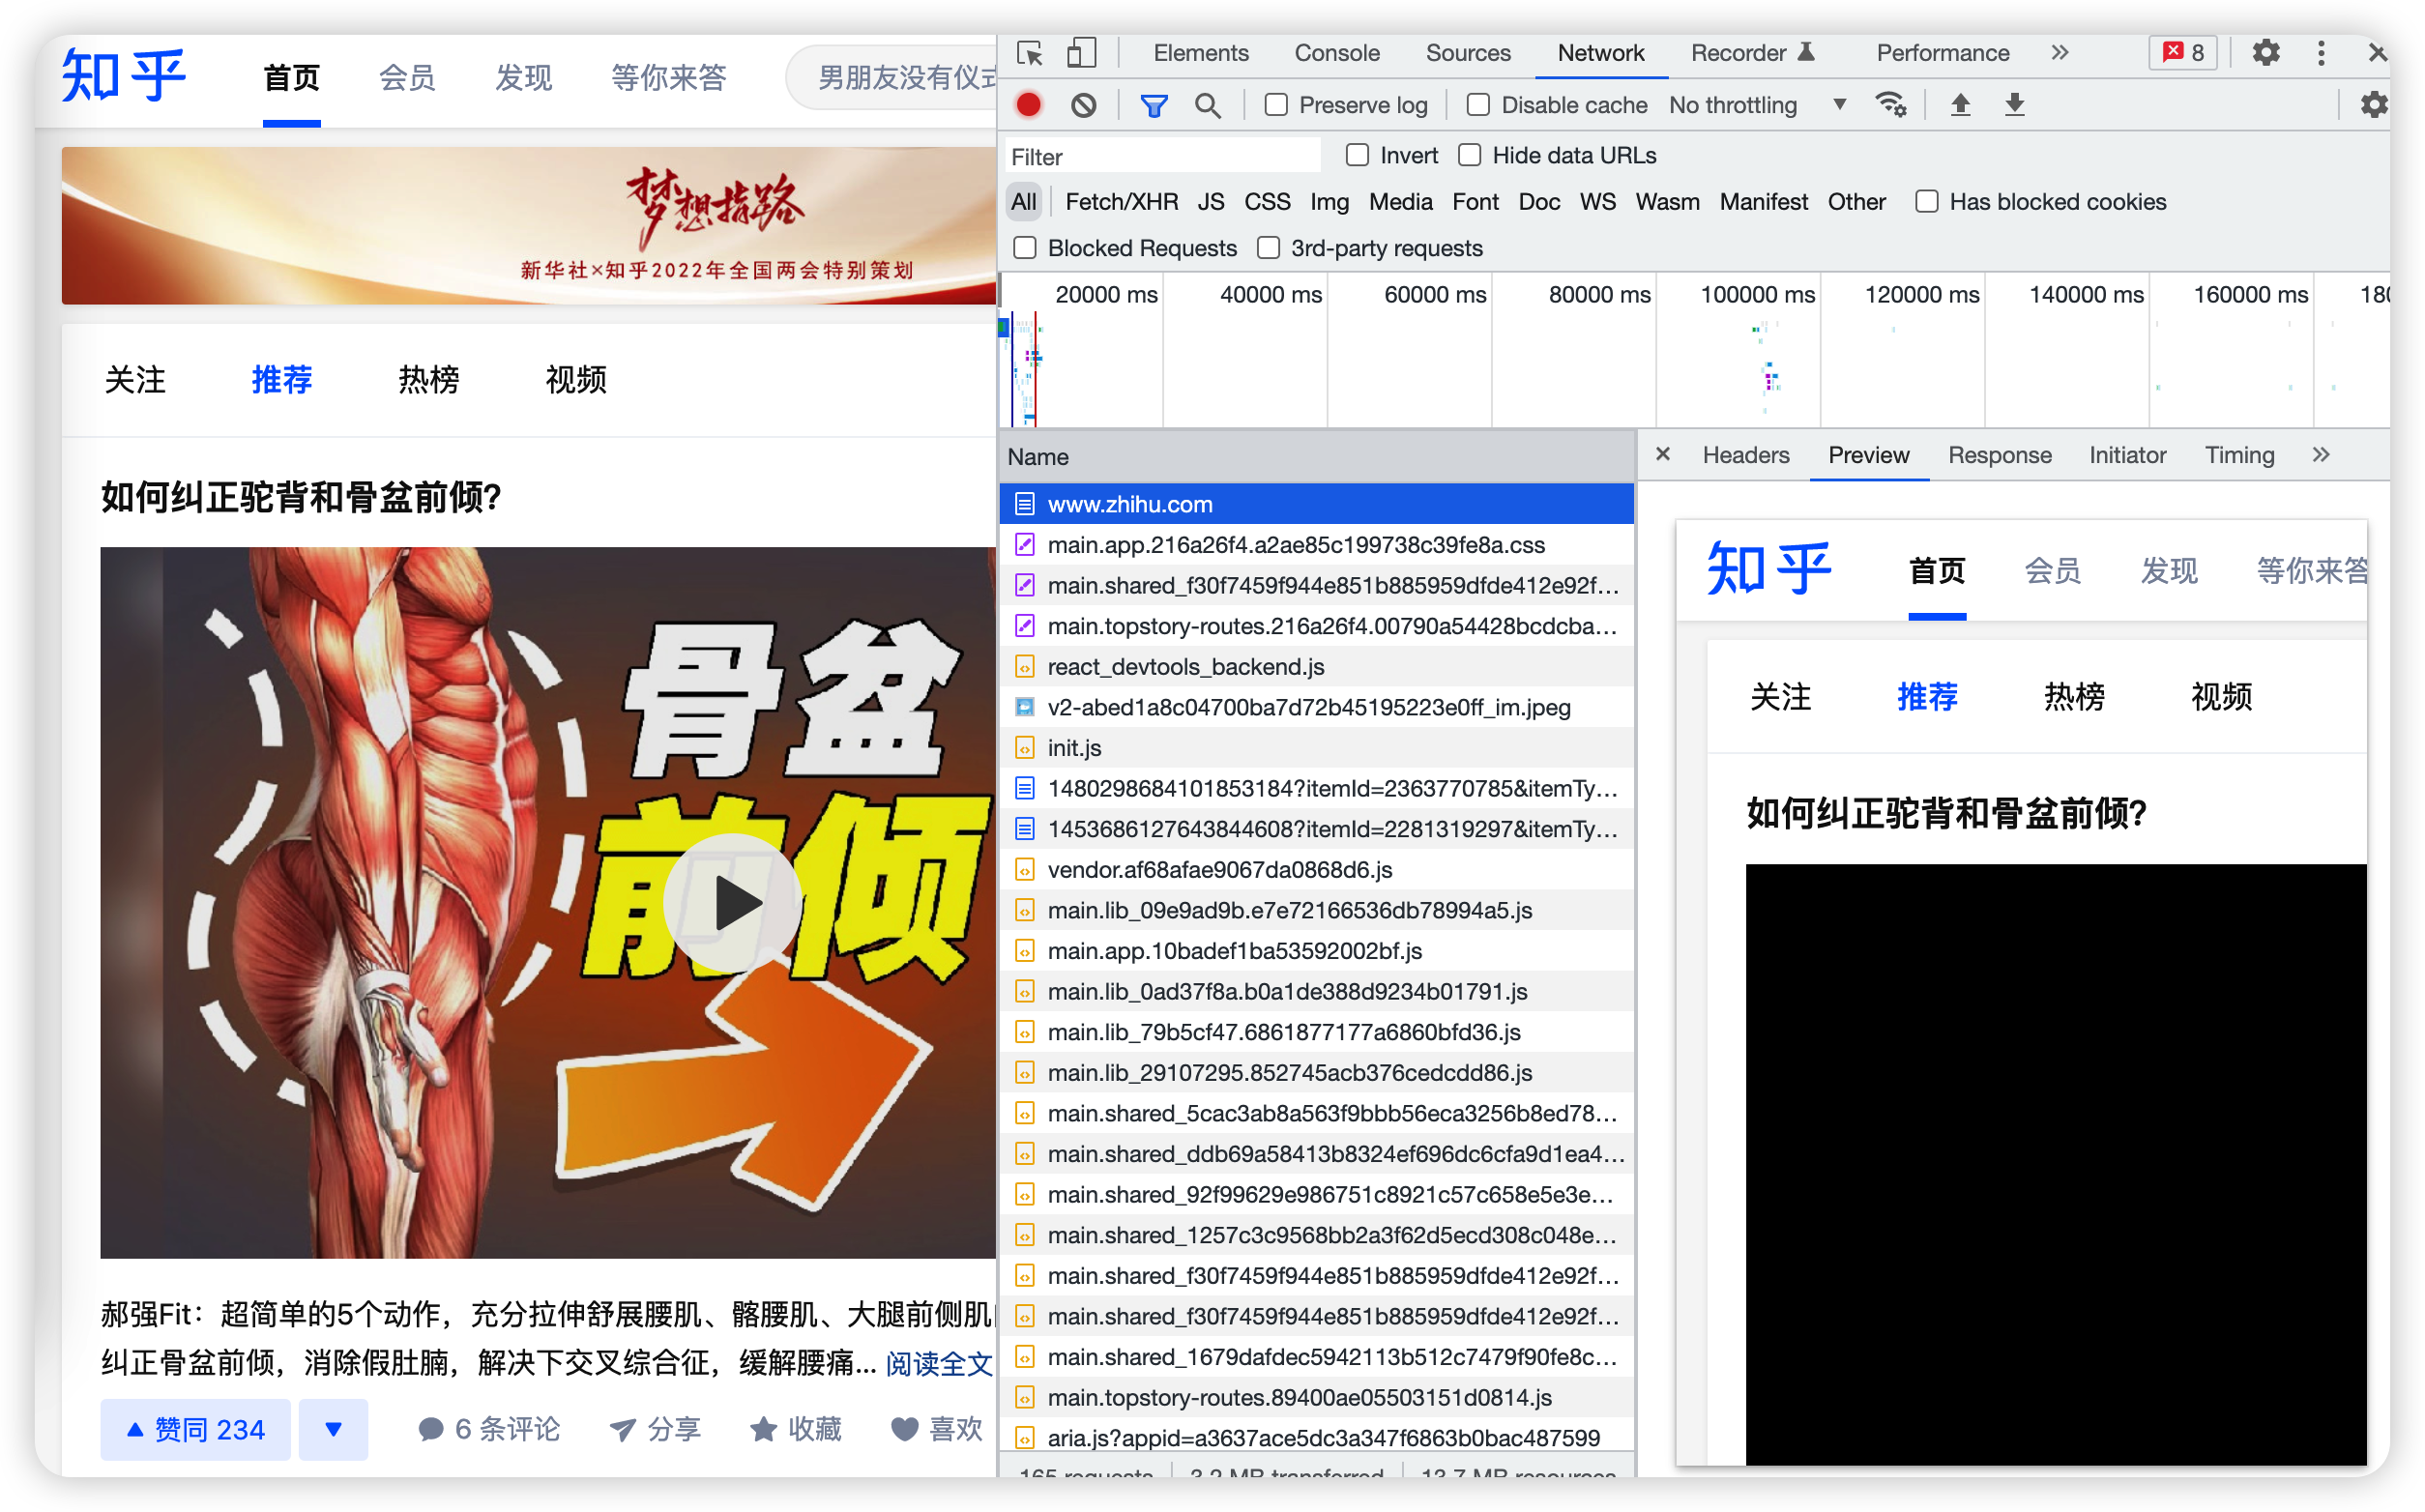 知乎
首页 会员 发现 等你来答 男朋友没有仪式
梦想指路
新华社×知乎2022年全国两会特别策划
关注 推荐 热榜 视频
如何纠正驼背和骨盆前倾?
骨盆
前倾
郝强Fit：超简单的5个动作，充分拉伸舒展腰肌、髂腰肌、大腿前侧肌
纠正骨盆前倾，消除假肚腩，解决下交叉综合征，缓解腰痛... 阅读全文
赞同 234 6 条评论 分享 收藏 喜欢
Elements Console Sources Network Recorder Performance 8
Preserve log Disable cache No throttling
Filter Invert Hide data URLs
All Fetch/XHR JS CSS Img Media Font Doc WS Wasm Manifest Other Has blocked cookies
Blocked Requests 3rd-party requests
20000 ms 40000 ms 60000 ms 80000 ms 100000 ms 120000 ms 140000 ms 160000 ms
Name
www.zhihu.com
main.app.216a26f4.a2ae85c199738c39fe8a.css
main.shared_f30f7459f944e851b885959dfde412e92f...
main.topstory-routes.216a26f4.00790a54428bcdcba...
react_devtools_backend.js
v2-abed1a8c04700ba7d72b45195223e0ff_im.jpeg
init.js
1480298684101853184?itemId=2363770785&itemTy...
1453686127643844608?itemId=2281319297&itemTy...
vendor.af68afae9067da0868d6.js
main.lib_09e9ad9b.e7e72166536db78994a5.js
main.app.10badef1ba53592002bf.js
main.lib_0ad37f8a.b0a1de388d9234b01791.js
main.lib_79b5cf47.6861877177a6860bfd36.js
main.lib_29107295.852745acb376cedcdd86.js
main.shared_5cac3ab8a563f9bbb56eca3256b8ed78...
main.shared_ddb69a58413b8324ef696dc6cfa9d1ea4...
main.shared_92f99629e986751c8921c57c658e5e3e...
main.shared_1257c3c9568bb2a3f62d5ecd308c048e...
main.shared_f30f7459f944e851b885959dfde412e92f...
main.shared_f30f7459f944e851b885959dfde412e92f...
main.shared_1679dafdec5942113b512c7479f90fe8c...
main.topstory-routes.89400ae05503151d0814.js
aria.js?appid=a3637ace5dc3a347f6863b0bac487599
165 requests 3.2 MB transferred 13.7 MB resources
Headers Preview Response Initiator Timing
知乎
首页 会员 发现 等你来答
关注 推荐 热榜 视频
如何纠正驼背和骨盆前倾?